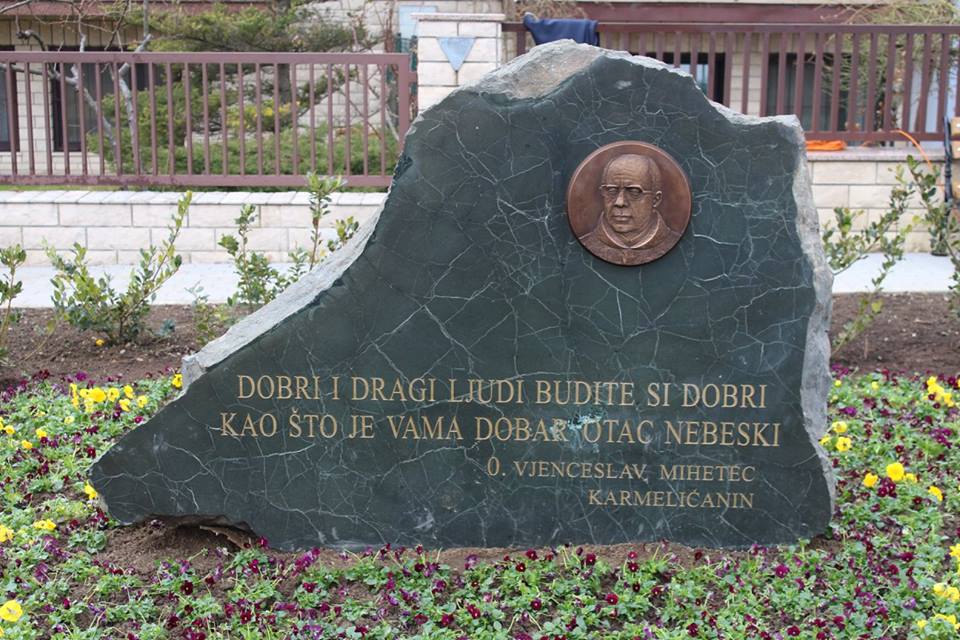 DOBRI I DRAGI LJUDI BUDITE SI DOBRI
KAO ŠTO JE VAMA DOBAR OTAC NEBESKI
O. VJENCESLAV MIHETEC
KARMELIĆANIN